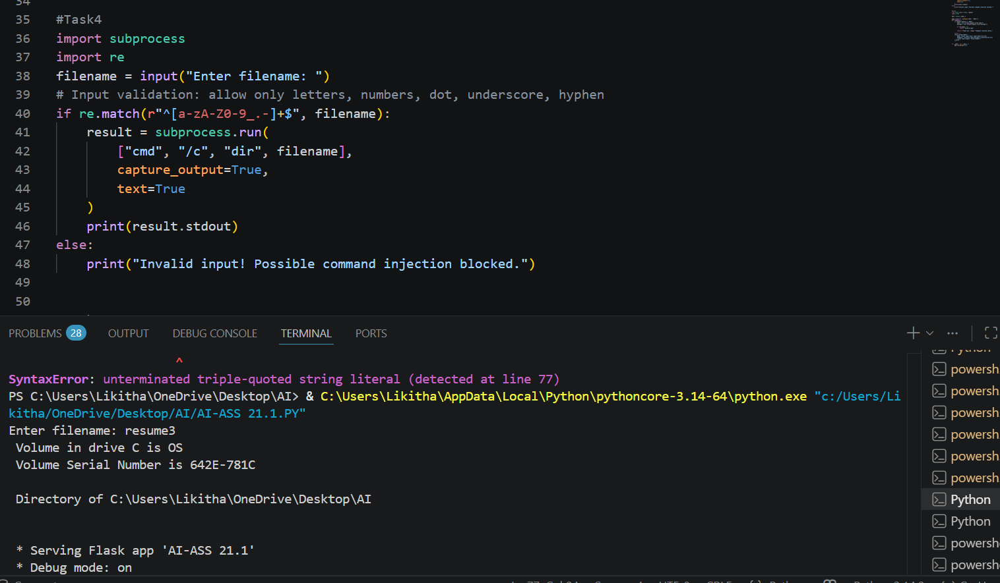 34
35 #Task4
36 import subprocess
37 import re
38 filename = input("Enter filename: ")
39 # Input validation: allow only letters, numbers, dot, underscore, hyphen
40 if re.match(r"^[a-zA-Z0-9_.-]+$", filename):
41 result = subprocess.run(
42 ["cmd", "/c", "dir", filename],
43 capture_output=True,
44 text=True
45 )
46 print(result.stdout)
47 else:
48 print("Invalid input! Possible command injection blocked.")
49
50
PROBLEMS 28 OUTPUT DEBUG CONSOLE TERMINAL PORTS
^
SyntaxError: unterminated triple-quoted string literal (detected at line 77)
PS C:\Users\Likitha\OneDrive\Desktop\AI> & C:\Users\Likitha\AppData\Local\Python\pythoncore-3.14-64\python.exe "c:/Users/Li
kitha/OneDrive/Desktop/AI/AI-ASS 21.1.PY"
Enter filename: resume3
Volume in drive C is OS
Volume Serial Number is 642E-781C
Directory of C:\Users\Likitha\OneDrive\Desktop\AI
* Serving Flask app 'AI-ASS 21.1'
* Debug mode: on
Python
powersh
powersh
powersh
powersh
powersh
powersh
Python
Python
powersh
powersh